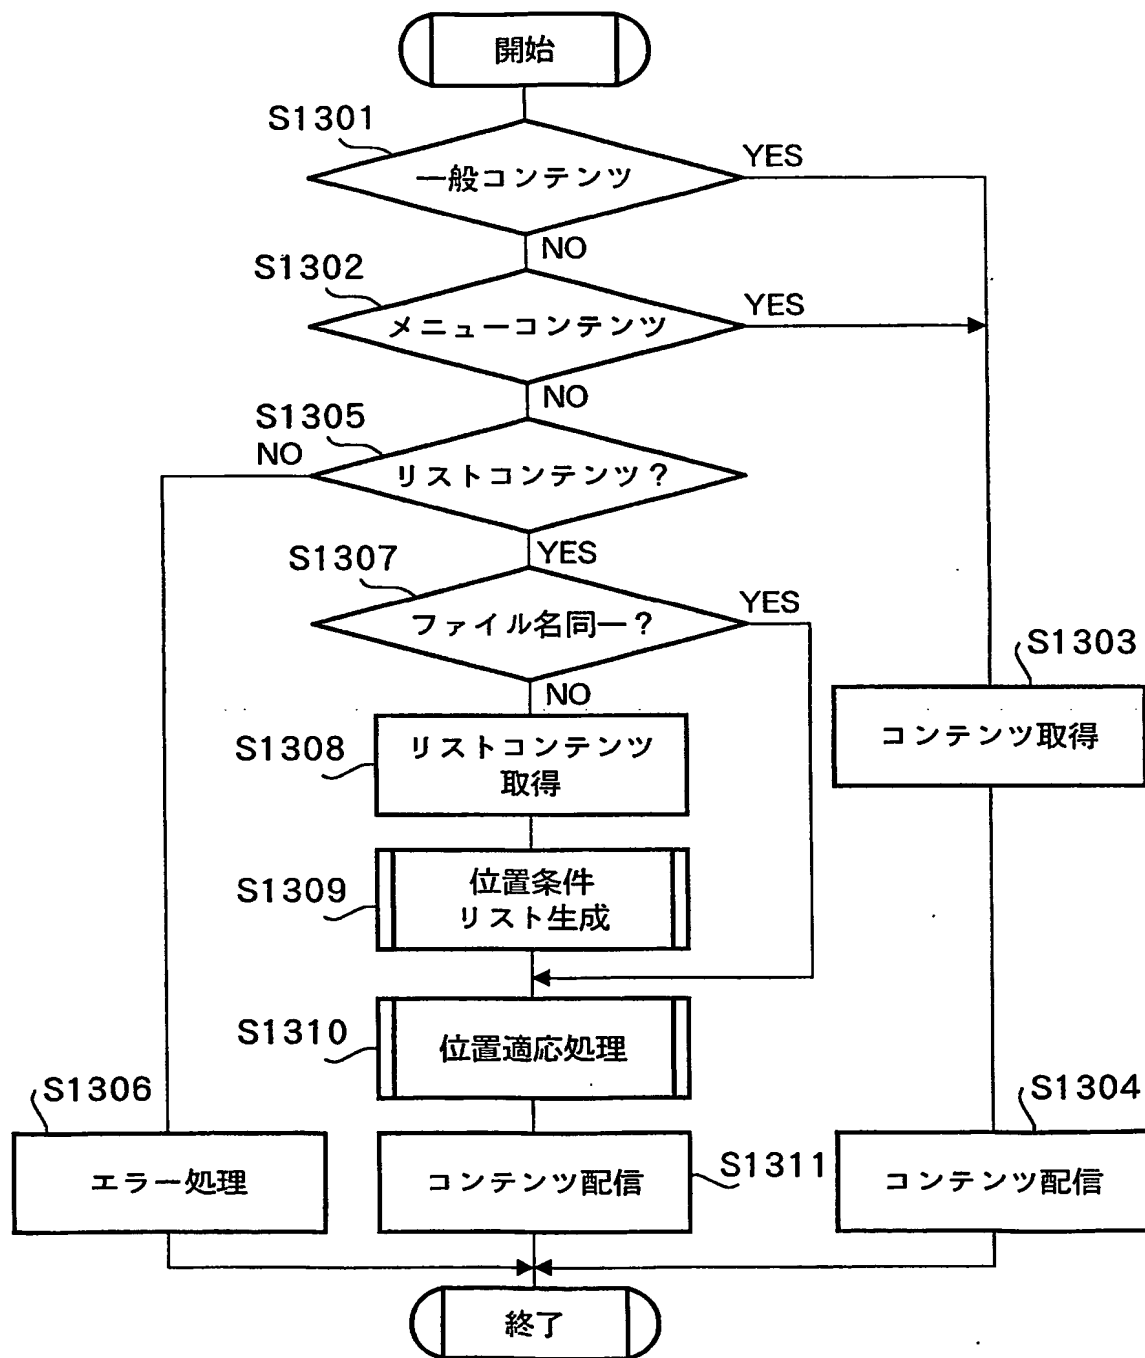 開始
S1301
一般コンテンツ
YES
NO
S1302
メニューコンテンツ
YES
NO
S1305
NO
リストコンテンツ?
YES
S1307
ファイル名同一?
YES
NO
S1303
コンテンツ取得
S1308
リストコンテンツ
取得
S1309
位置条件
リスト生成
S1310
位置適応処理
S1306
エラー処理
コンテンツ配信
S1311
S1304
コンテンツ配信
終了